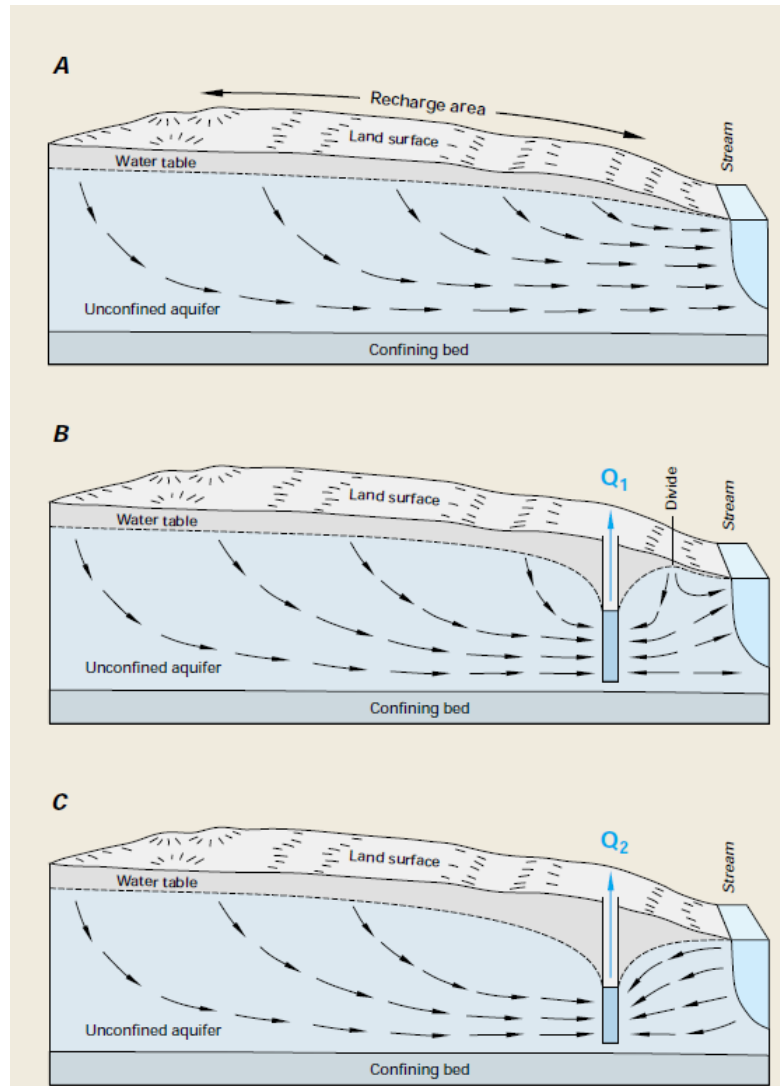 A
Recharge area
Land surface
Stream
Water table
Unconfined aquifer
Confining bed
B
Q1
Divide
Stream
Land surface
Water table
Unconfined aquifer
Confining bed
C
Q2
Stream
Land surface
Water table
Unconfined aquifer
Confining bed